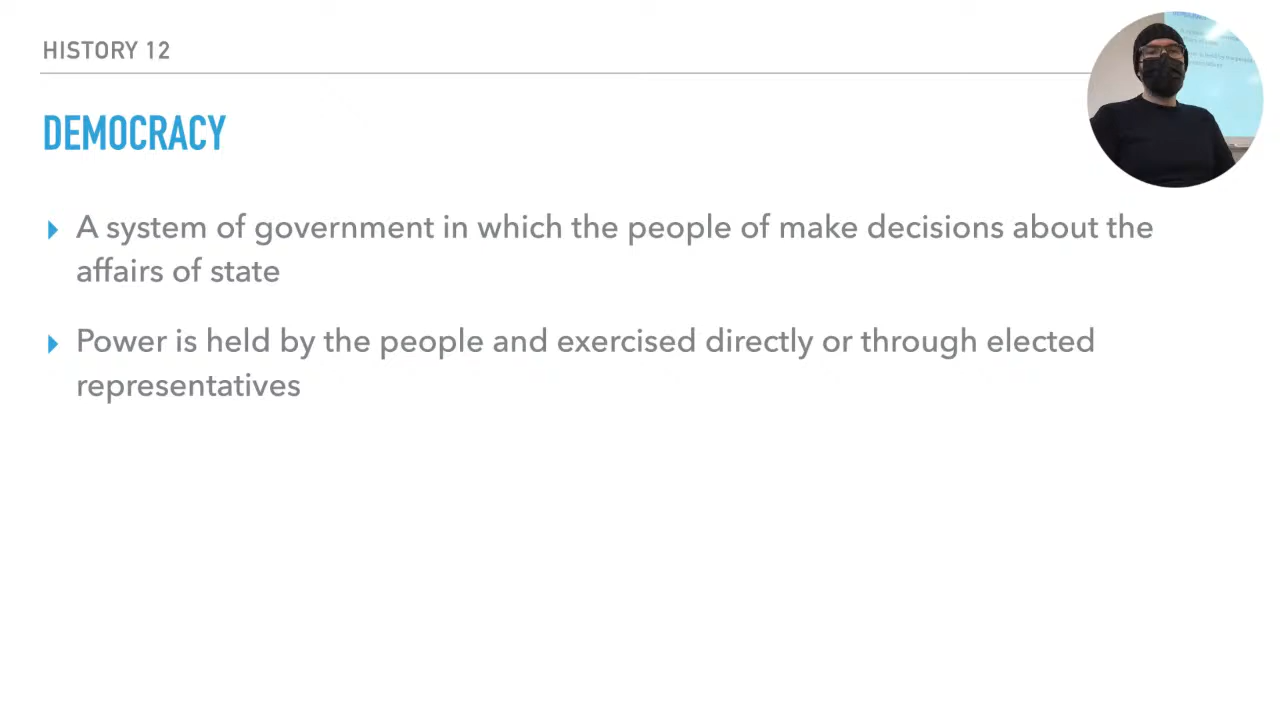 HISTORY 12
DEMOCRACY
A system of government in which the people of make decisions about the
affairs of state
Power is held by the people and exercised directly or through elected
representatives